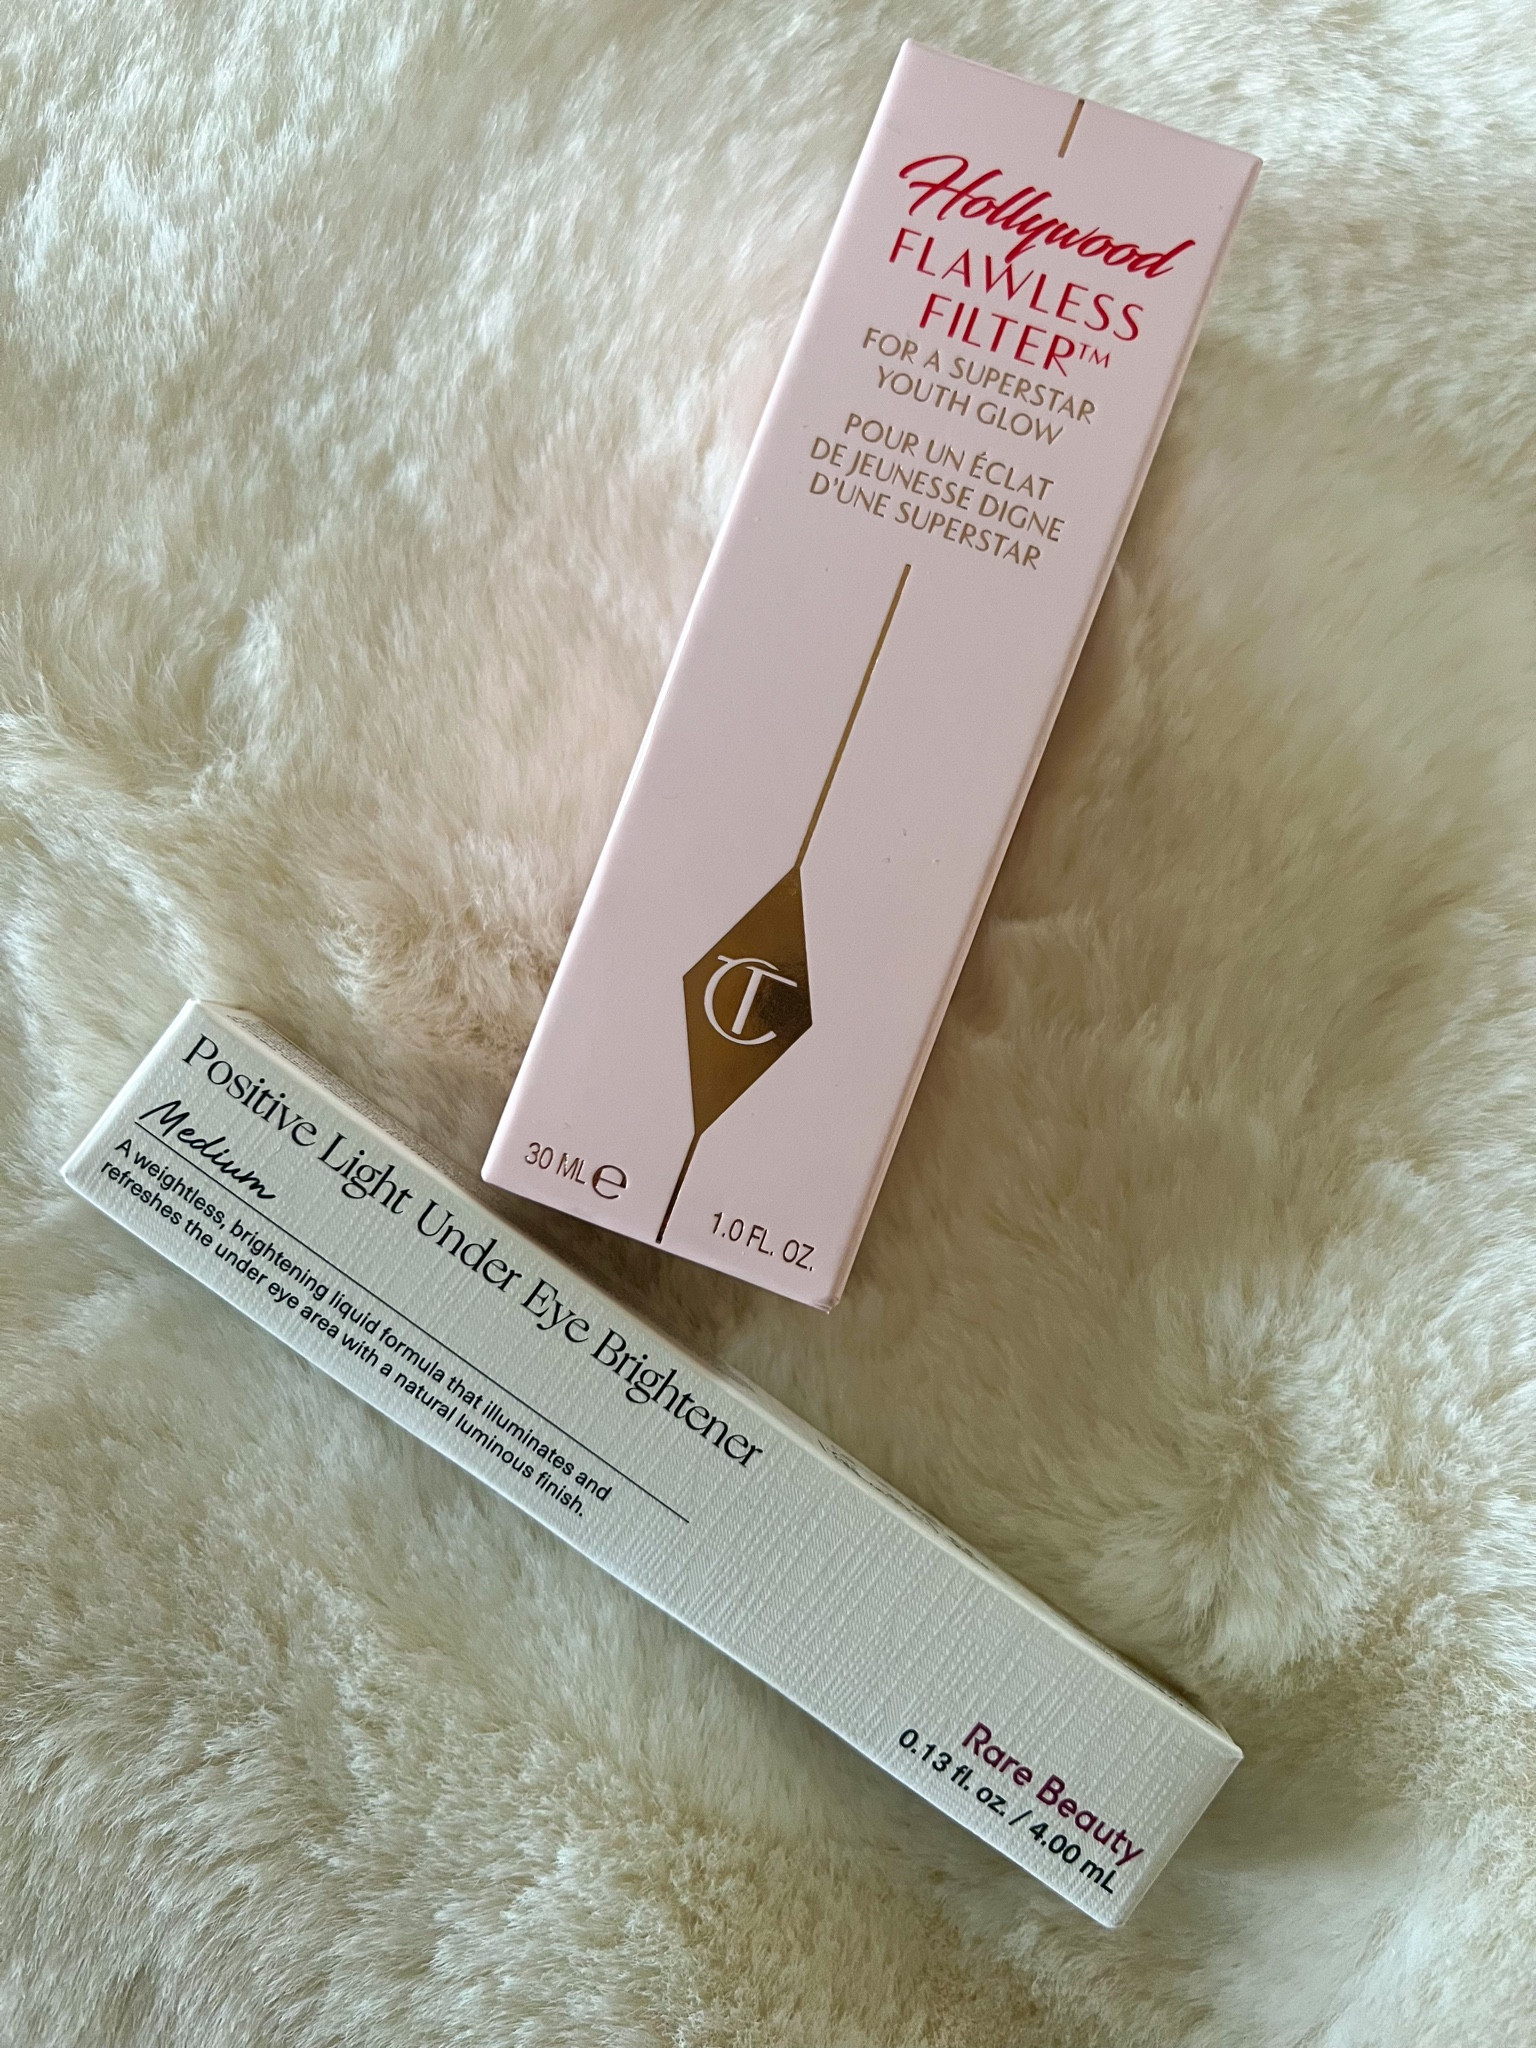 Hollywood
FLAWLESS
FILTER™
FOR A SUPERSTAR
YOUTH GLOW
POUR UN ÉCLAT
DE JEUNESSE DIGNE
D'UNE SUPERSTAR
CT
30 ML ℮
1.0 FL. OZ.
Positive Light Under Eye Brightener
Medium
A weightless, brightening liquid formula that illuminates and
refreshes the under eye area with a natural luminous finish.
Rare Beauty
0.13 fl. oz. / 4.00 mL